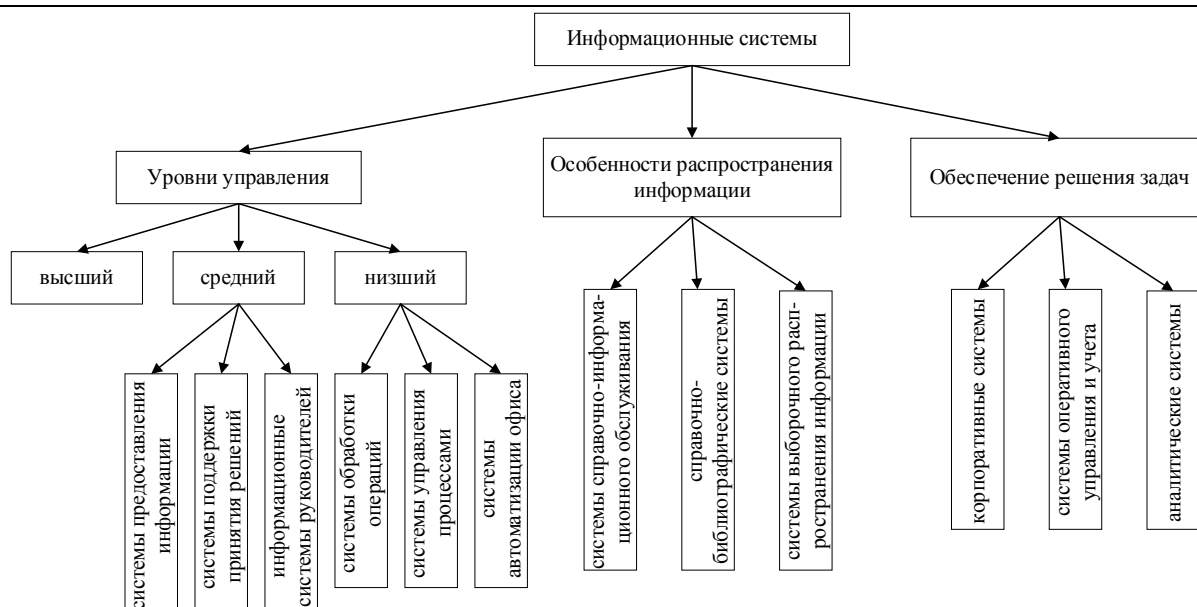 Информационные системы
Уровни управления
Особенности распространения
информации
Обеспечение решения задач
высший
средний
низший
системы предоставления
информации
системы поддержки
принятия решений
информационные
системы руководителей
системы обработки
операций
системы управления
процессами
системы
автоматизации офиса
системы справочно-информа-
ционного обслуживания
справочно-
библиографические системы
системы выборочного расп-
ространения информации
корпоративные системы
системы оперативного
управления и учета
аналитические системы